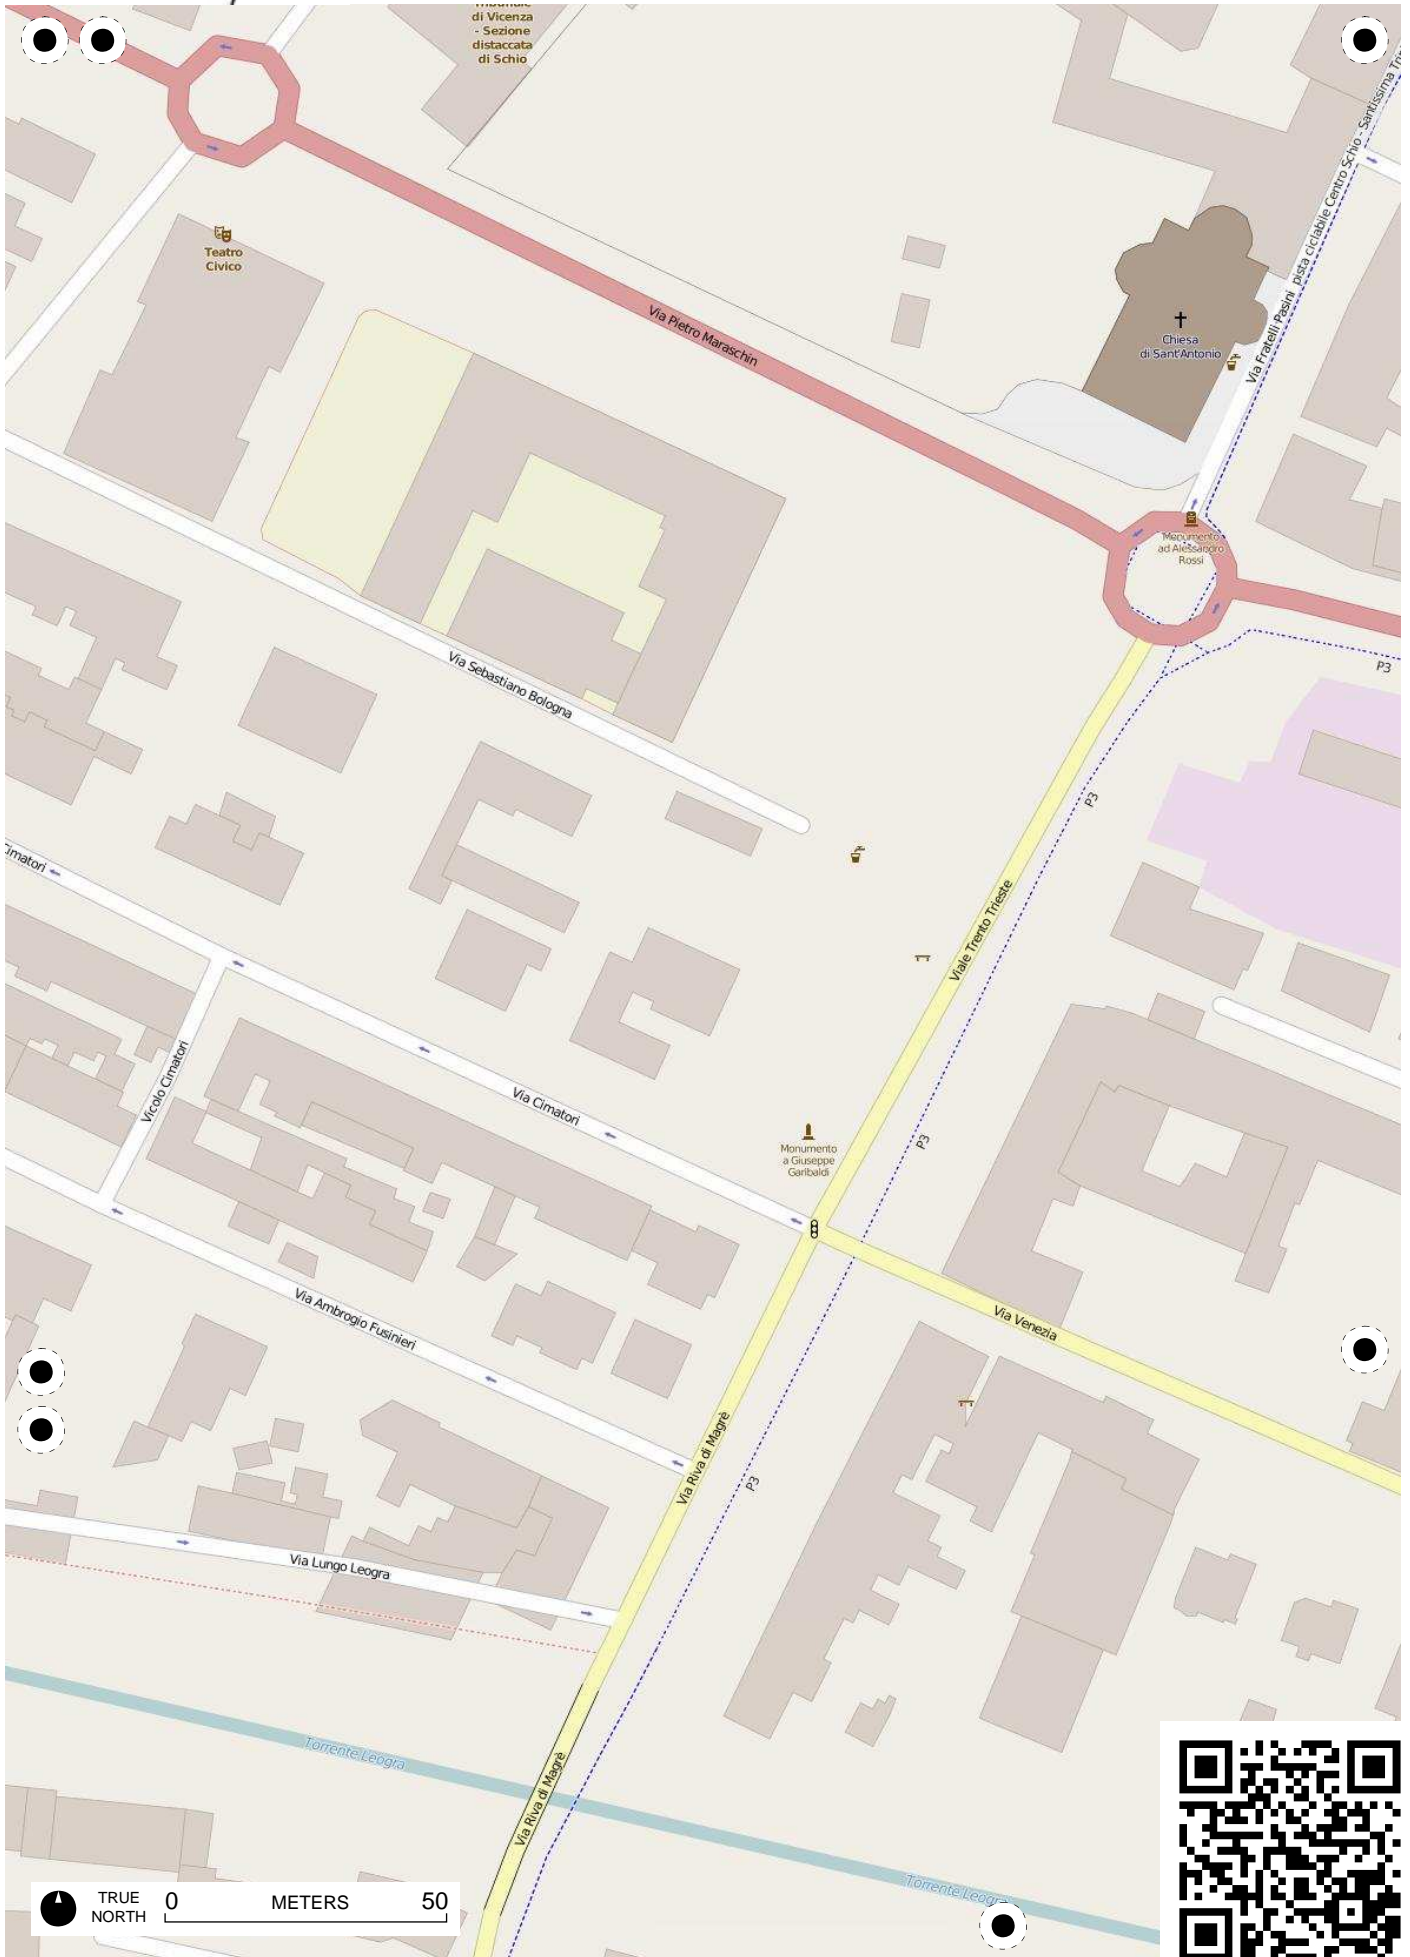 di Vicenza
- Sezione
distaccata
di Schio
Teatro
Civico
Via Pietro Maraschin
Chiesa
di Sant'Antonio
Via Fratelli Pasini
pista ciclabile Centro Schio - Santissima
Monumento
ad Alessandro
Rossi
P3
Via Sebastiano Bologna
P3
Cimatori
Viale Trento Trieste
Vicolo Cimatori
Via Cimatori
P3
Monumento
a Giuseppe
Garibaldi
Via Ambrogio Fusinieri
Via Venezia
Via Riva di Magrè
P3
Via Lungo Leogra
Torrente Leogra
Via Riva di Magrè
Torrente Leogra
TRUE
NORTH
0 METERS 50